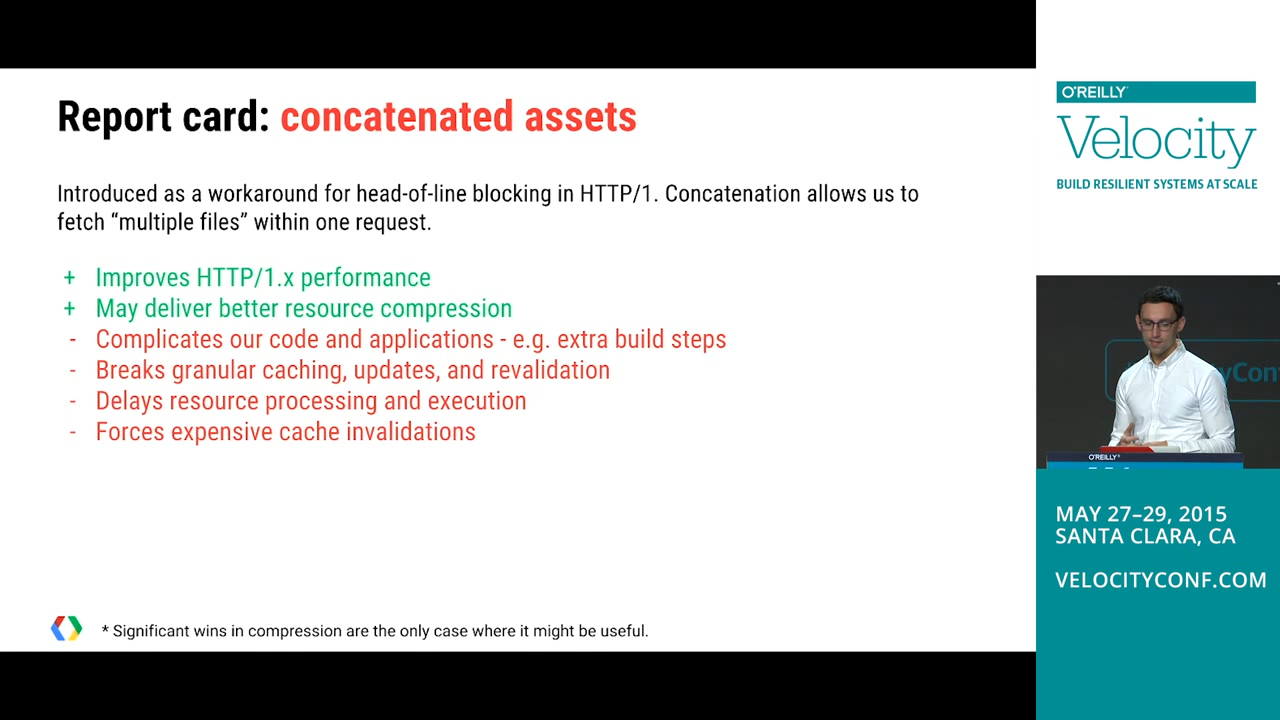 Report card: concatenated assets
Introduced as a workaround for head-of-line blocking in HTTP/1. Concatenation allows us to
fetch “multiple files” within one request.
+ Improves HTTP/1.x performance
+ May deliver better resource compression
- Complicates our code and applications - e.g. extra build steps
- Breaks granular caching, updates, and revalidation
- Delays resource processing and execution
- Forces expensive cache invalidations
* Significant wins in compression are the only case where it might be useful.
O'REILLY
Velocity
BUILD RESILIENT SYSTEMS AT SCALE
yCon
O'REILLY
MAY 27–29, 2015
SANTA CLARA, CA
VELOCITYCONF.COM